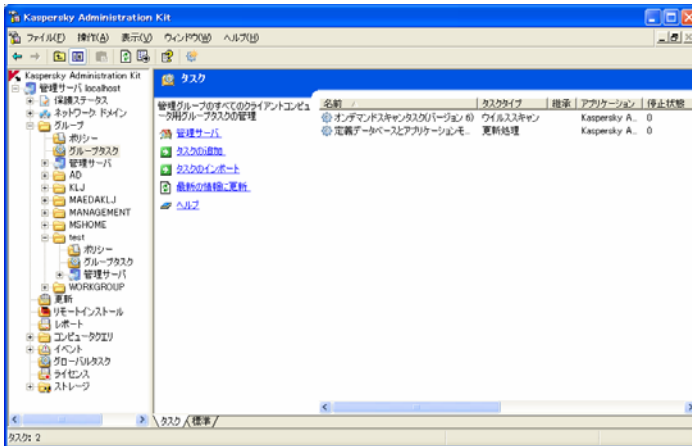 Kaspersky Administration Kit
ファイル(F) 操作(A) 表示(V) ウィンドウ(W) ヘルプ(H)
Kaspersky Administration Kit
管理サーバ localhost
保護ステータス
ネットワーク ドメイン
グループ
ポリシー
グループタスク
管理サーバ
AD
KLJ
MAEDAKLJ
MANAGEMENT
MSHOME
test
ポリシー
グループタスク
管理サーバ
WORKGROUP
更新
リモートインストール
レポート
コンピュータクエリ
イベント
グローバルタスク
ライセンス
ストレージ
タスク
管理グループのすべてのクライアントコンピュ
ータ用グループタスクの管理
管理サーバ
タスクの追加
タスクのインポート
最新の情報に更新
ヘルプ
名前 / タスクタイプ 継承 アプリケーション 停止状態
オンデマンドスキャンタスク(バージョン 6) ウイルススキャン Kaspersky A... 0
定義データベースとアプリケーションモ... 更新処理 Kaspersky A... 0
タスク 標準
タスク: 2